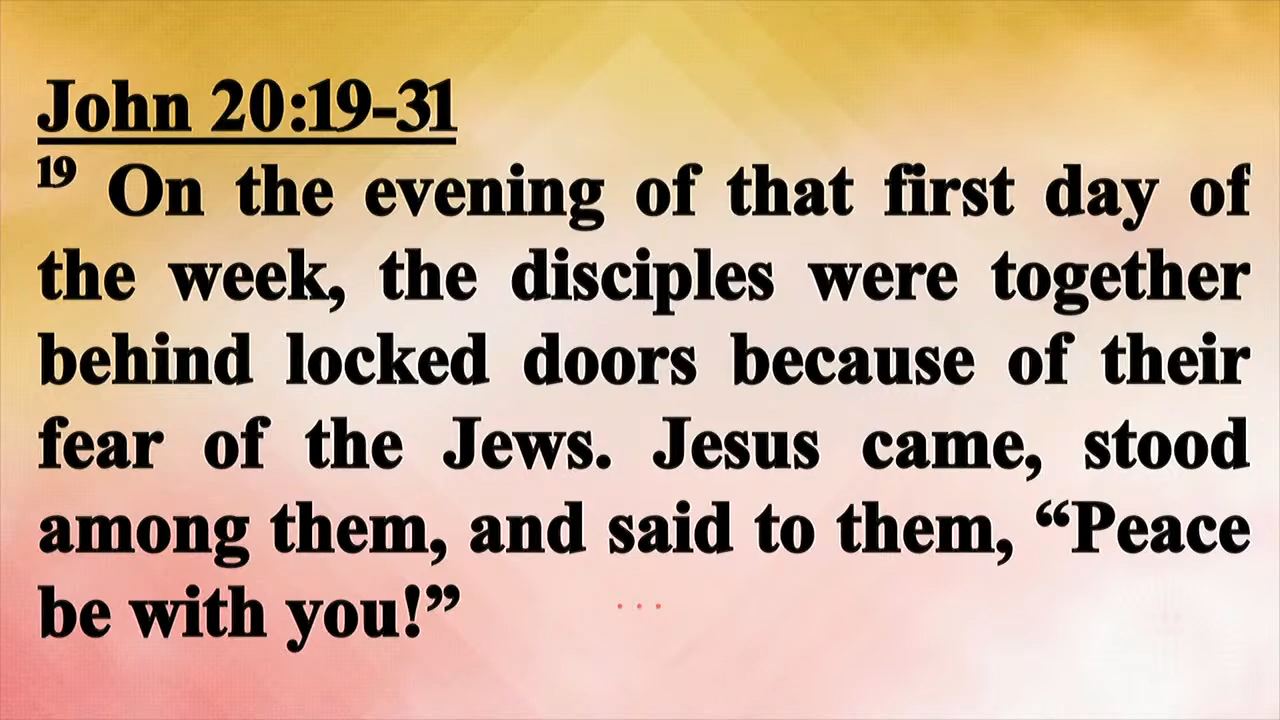 John 20:19-31
19 On the evening of that first day of
the week, the disciples were together
behind locked doors because of their
fear of the Jews. Jesus came, stood
among them, and said to them, “Peace
be with you!”